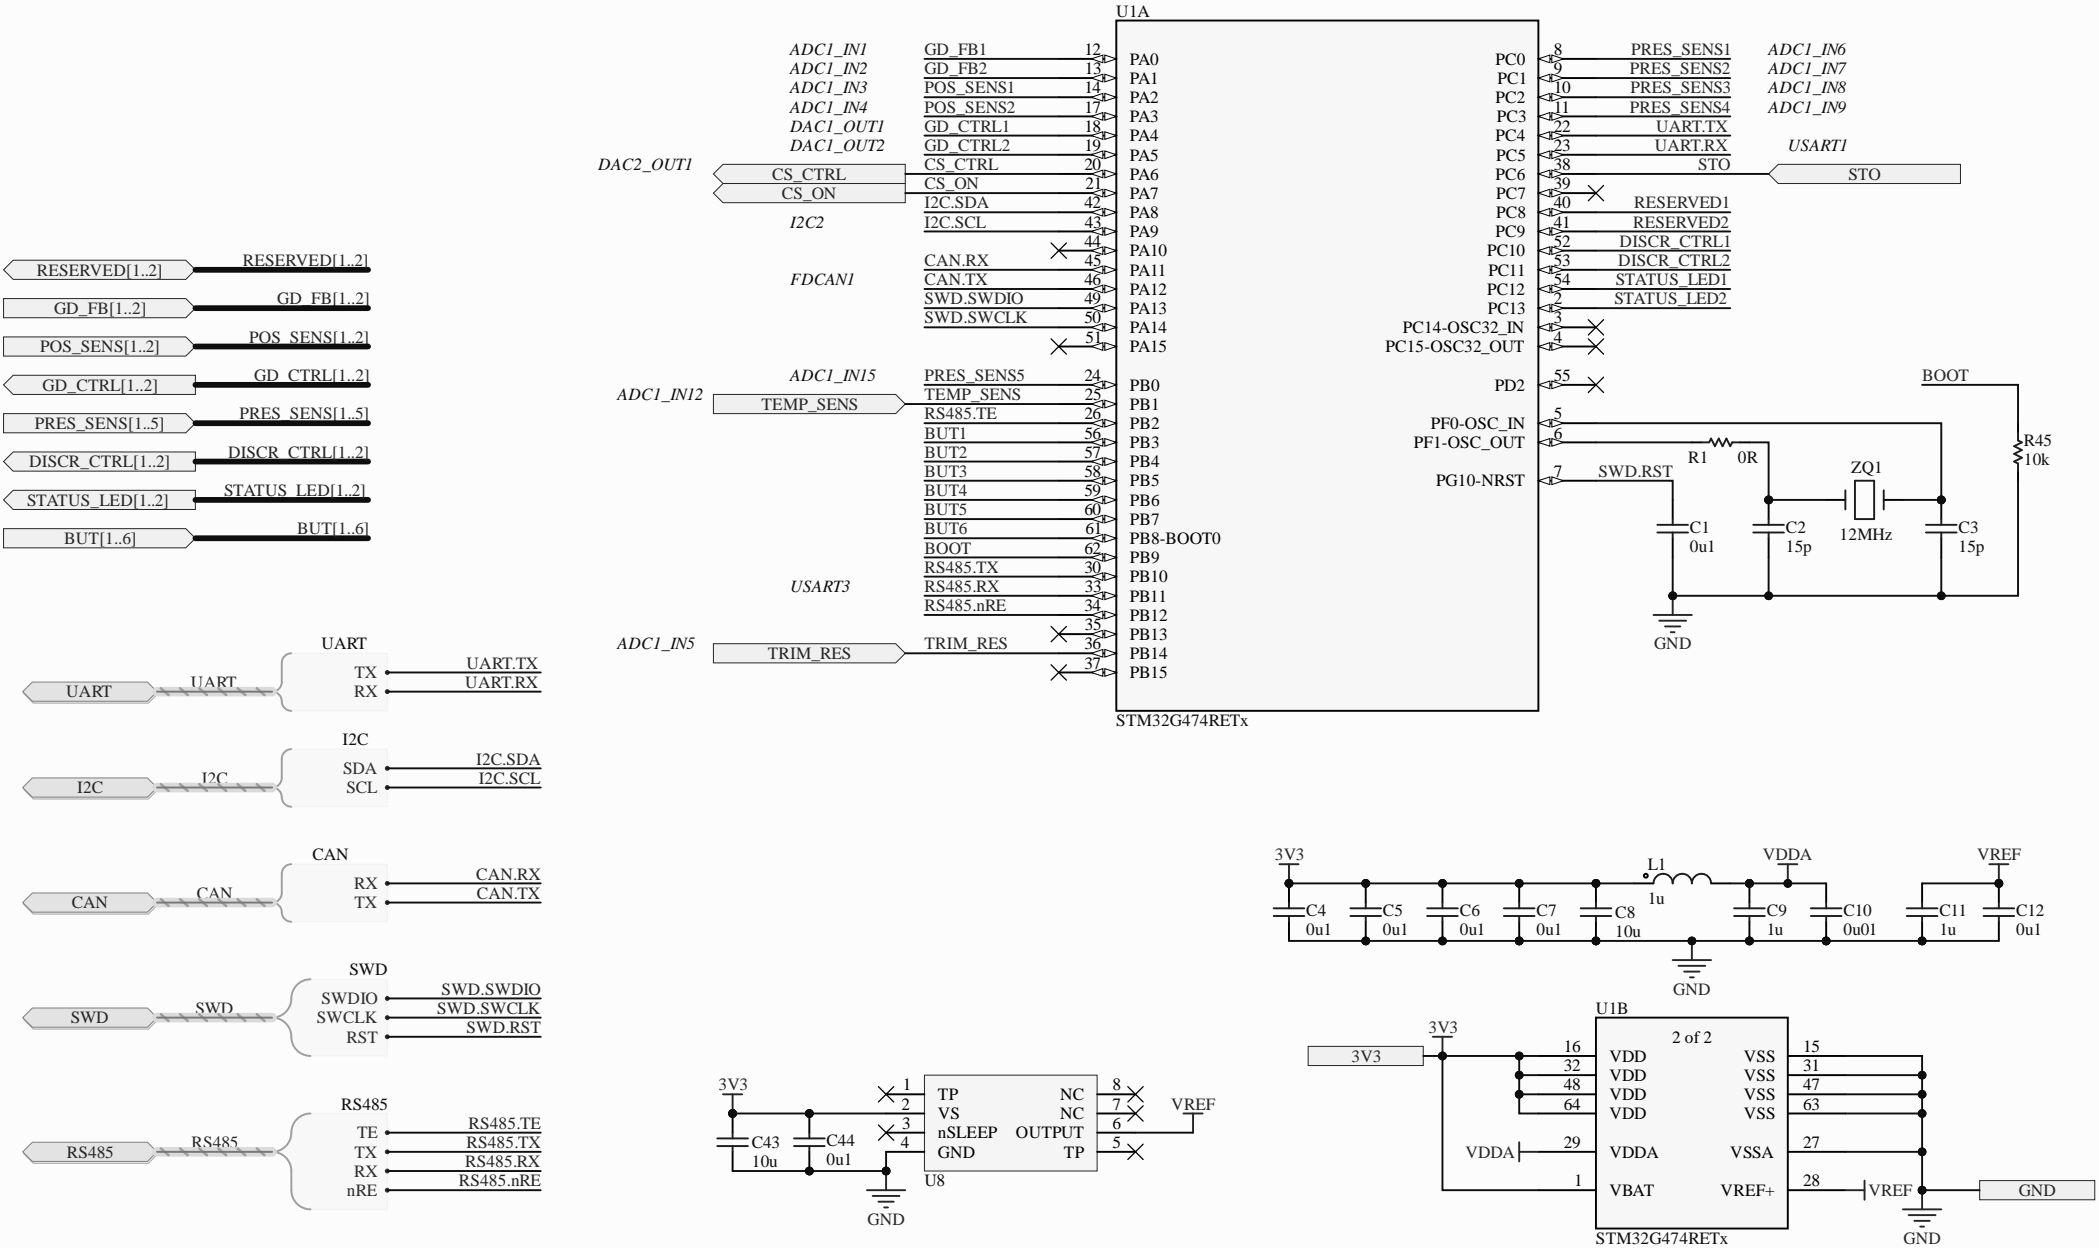 U1A
ADC1_IN1 GD_FB1 12 PA0 PC0 8 PRES_SENS1 ADC1_IN6
ADC1_IN2 GD_FB2 13 PA1 PC1 9 PRES_SENS2 ADC1_IN7
ADC1_IN3 POS_SENS1 14 PA2 PC2 10 PRES_SENS3 ADC1_IN8
ADC1_IN4 POS_SENS2 17 PA3 PC3 11 PRES_SENS4 ADC1_IN9
DAC1_OUT1 GD_CTRL1 18 PA4 PC4 22 UART.TX
DAC1_OUT2 GD_CTRL2 19 PA5 PC5 23 UART.RX USART1
DAC2_OUT1 CS_CTRL CS_CTRL 20 PA6 PC6 38 STO STO
CS_ON CS_ON 21 PA7 PC7 39
I2C.SDA 42 PA8 PC8 40 RESERVED1
I2C2 I2C.SCL 43 PA9 PC9 41 RESERVED2
44 PA10 PC10 52 DISCR_CTRL1
CAN.RX 45 PA11 PC11 53 DISCR_CTRL2
FDCAN1 CAN.TX 46 PA12 PC12 54 STATUS_LED1
SWD.SWDIO 49 PA13 PC13 2 STATUS_LED2
SWD.SWCLK 50 PA14 PC14-OSC32_IN 3
51 PA15 PC15-OSC32_OUT 4
ADC1_IN15 PRES_SENS5 24 PB0 PD2 55
ADC1_IN12 TEMP_SENS TEMP_SENS 25 PB1
RS485.TE 26 PB2 PF0-OSC_IN 5
BUT1 56 PB3 PF1-OSC_OUT 6
BUT2 57 PB4
BUT3 58 PB5 PG10-NRST 7 SWD.RST
BUT4 59 PB6
BUT5 60 PB7
BUT6 61 PB8-BOOT0
BOOT 62 PB9
RS485.TX 30 PB10
USART3 RS485.RX 33 PB11
RS485.nRE 34 PB12
35 PB13
ADC1_IN5 TRIM_RES TRIM_RES 36 PB14
37 PB15
STM32G474RETx
BOOT
R45
10k
R1 0R
ZQ1
12MHz
C1
0u1
C2
15p
C3
15p
GND
RESERVED[1..2] RESERVED[1..2]
GD_FB[1..2] GD_FB[1..2]
POS_SENS[1..2] POS_SENS[1..2]
GD_CTRL[1..2] GD_CTRL[1..2]
PRES_SENS[1..5] PRES_SENS[1..5]
DISCR_CTRL[1..2] DISCR_CTRL[1..2]
STATUS_LED[1..2] STATUS_LED[1..2]
BUT[1..6] BUT[1..6]
UART
TX UART.TX
UART UART RX UART.RX
I2C
SDA I2C.SDA
I2C I2C SCL I2C.SCL
CAN
RX CAN.RX
CAN CAN TX CAN.TX
SWD
SWDIO SWD.SWDIO
SWD SWD SWCLK SWD.SWCLK
RST SWD.RST
RS485
TE RS485.TE
RS485 RS485 TX RS485.TX
RX RS485.RX
nRE RS485.nRE
3V3
C43
10u
C44
0u1
GND
1 TP NC 8
2 VS NC 7
3 nSLEEP OUTPUT 6 VREF
4 GND TP 5
U8
3V3 L1 VDDA VREF
1u
C4 C5 C6 C7 C8 C9 C10 C11 C12
0u1 0u1 0u1 0u1 10u 1u 0u01 1u 0u1
GND
U1B
3V3 2 of 2
3V3 16 VDD VSS 15
32 VDD VSS 31
48 VDD VSS 47
64 VDD VSS 63
VDDA 29 VDDA VSSA 27
1 VBAT VREF+ 28 VREF GND
GND
STM32G474RETx